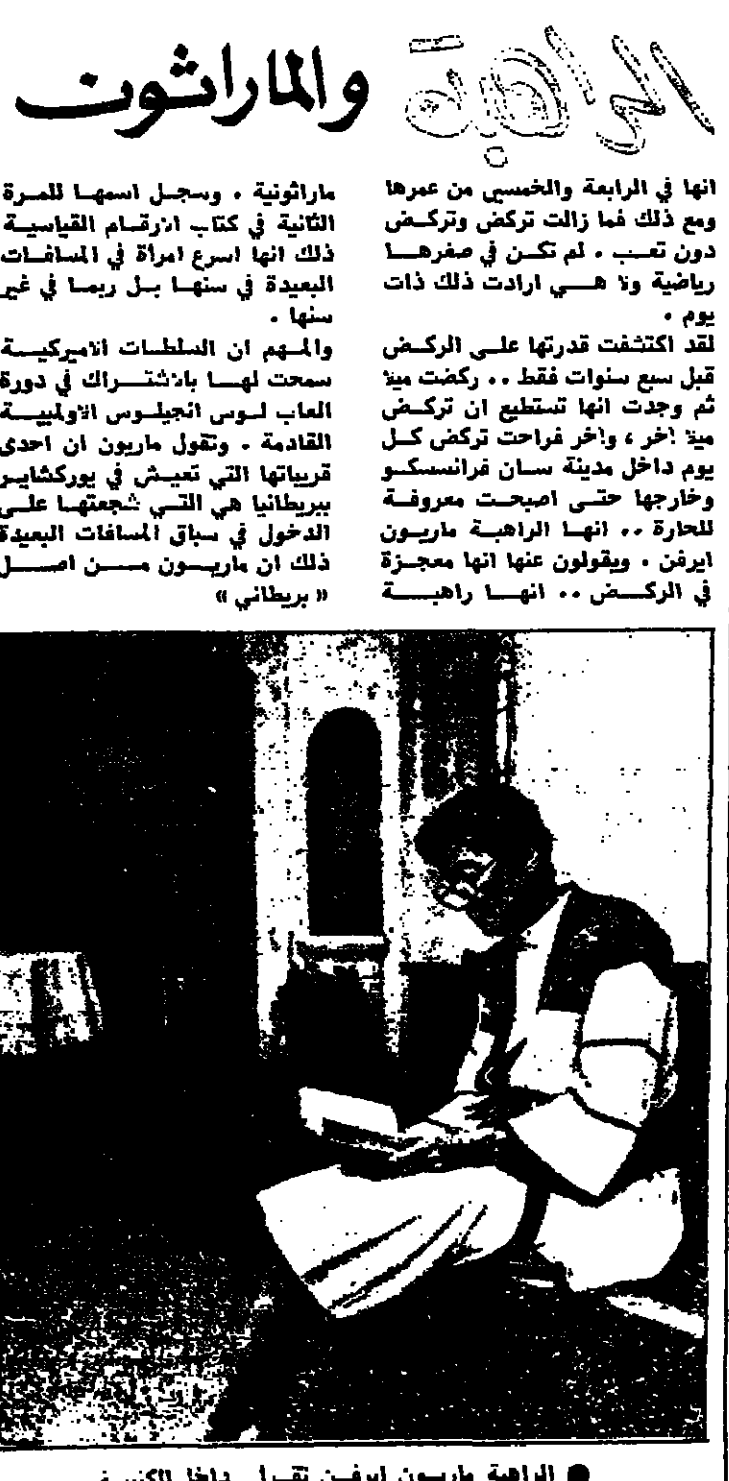 الراهبة والماراثون
انها في الرابعة والخمسين من عمرها
ومع ذلك فما زالت تركض وتركض
دون تعب . لم تكن في صغرها
رياضية ولا هي ارادت ذلك ذات
يوم .
لقد اكتشفت قدرتها على الركض
قبل سبع سنوات فقط .. ركضت ميلا
ثم وجدت انها تستطيع ان تركض
ميلا اخر ، واخر فراحت تركض كل
يوم داخل مدينة سان فرانسسكو
وخارجها حتى اصبحت معروفة
للحارة .. انها الراهبة ماريون
ايرفن . ويقولون عنها انها معجزة
في الركض .. انها راهبة
ماراثونية . وسجل اسمها للمرة
الثانية في كتاب الارقام القياسية
ذلك انها اسرع امرأة في المسافات
البعيدة في سنها بل ربما في غير
سنها .
والمهم ان السلطات الاميركية
سمحت لها بالاشتراك في دورة
العاب لوس انجيلوس الاولمبية
القادمة . وتقول ماريون ان احدى
قريباتها التي تعيش في يوركشاير
ببريطانيا هي التي شجعتها على
الدخول في سباق المسافات البعيدة
ذلك ان ماريون من اصل
« بريطاني »
● الراهبة ماريون ايرفن تقرا داخل الكنيسة